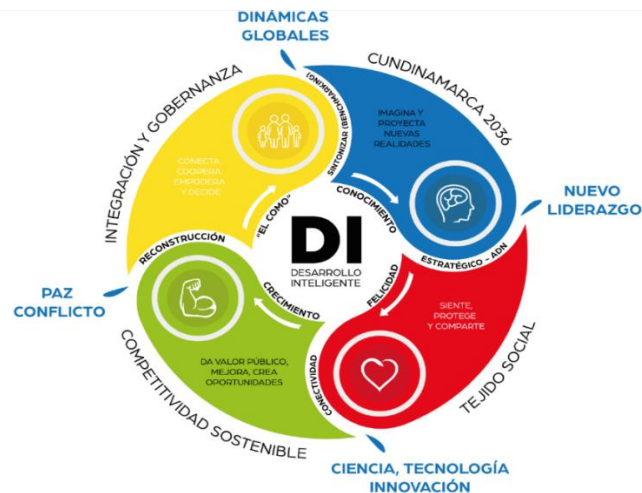 DINÁMICAS
GLOBALES
INTEGRACIÓN Y GOBERNANZA
CUNDINAMARCA 2036
SINTONIZAR (BENCHMARKING)
IMAGINA Y
PROYECTA
NUEVAS
REALIDADES
CONECTA,
COOPERA,
EMPODERA
Y DECIDE
CONOCIMIENTO
NUEVO
LIDERAZGO
"EL COMO"
RECONSTRUCCIÓN
DI
DESARROLLO
INTELIGENTE
ESTRATÉGICO - ADN
PAZ
CONFLICTO
CRECIMIENTO
FELICIDAD
SIENTE,
PROTEGE
Y COMPARTE
DA VALOR PÚBLICO,
MEJORA, CREA
OPORTUNIDADES
CONECTIVIDAD
COMPETITIVIDAD SOSTENIBLE
TEJIDO SOCIAL
CIENCIA, TECNOLOGÍA
INNOVACIÓN